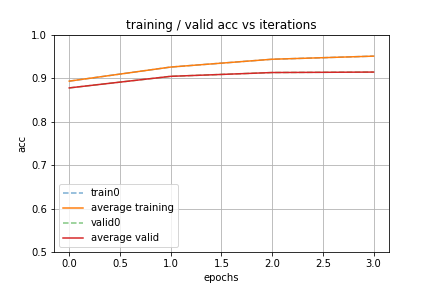 training / valid acc vs iterations
1.0
0.9
0.8
0.7
0.6
0.5
acc
train0
average training
valid0
average valid
0.0 0.5 1.0 1.5 2.0 2.5 3.0
epochs